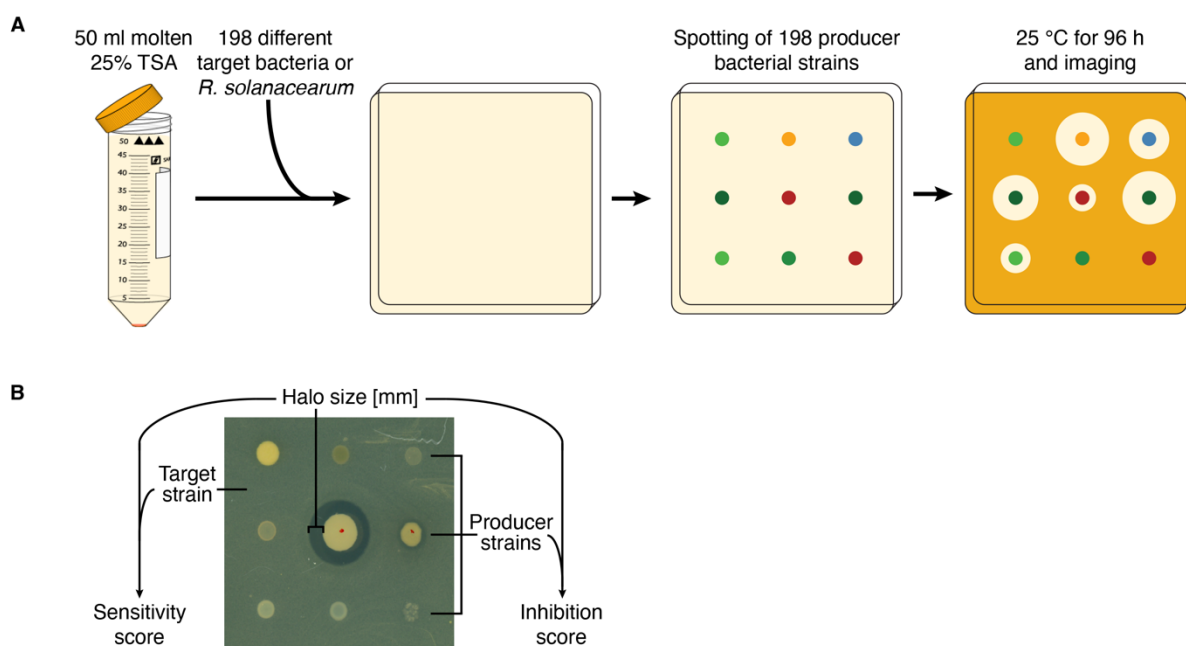 A
50 ml molten
25% TSA
198 different
target bacteria or
R. solanacearum
Spotting of 198 producer
bacterial strains
25 °C for 96 h
and imaging
50
45
40
35
30
25
20
15
10
5
B
Halo size [mm]
Target
strain
Producer
strains
Sensitivity
score
Inhibition
score